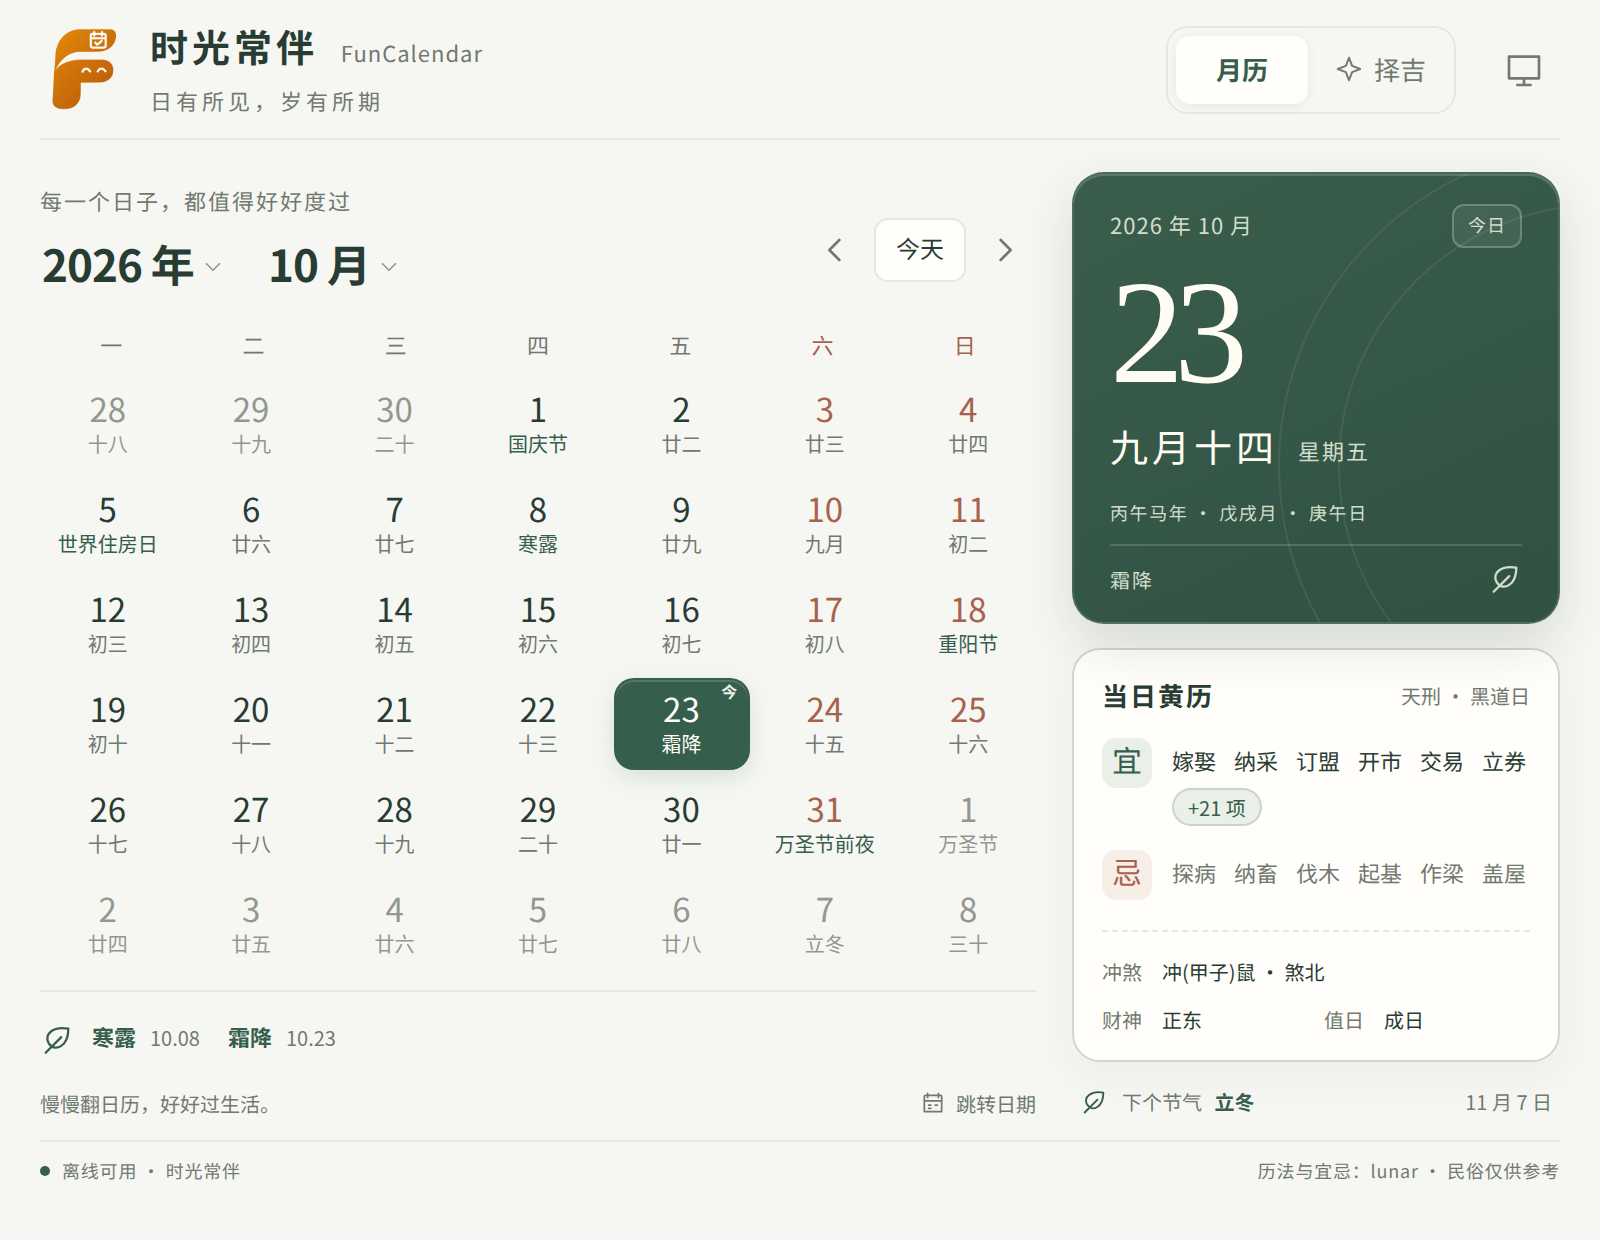 时光常伴 FunCalendar
日有所见，岁有所期
月历 择吉
每一个日子，都值得好好度过
2026 年 10 月
今天
一 二 三 四 五 六 日
28 29 30 1 2 3 4
十八 十九 二十 国庆节 廿二 廿三 廿四
5 6 7 8 9 10 11
世界住房日 廿六 廿七 寒露 廿九 九月 初二
12 13 14 15 16 17 18
初三 初四 初五 初六 初七 初八 重阳节
19 20 21 22 23 今 24 25
初十 十一 十二 十三 霜降 十五 十六
26 27 28 29 30 31 1
十七 十八 十九 二十 廿一 万圣节前夜 万圣节
2 3 4 5 6 7 8
廿四 廿五 廿六 廿七 廿八 立冬 三十
寒露 10.08 霜降 10.23
慢慢翻日历，好好过生活。 跳转日期
2026 年 10 月 今日
23
九月十四 星期五
丙午马年 · 戊戌月 · 庚午日
霜降
当日黄历 天刑 · 黑道日
宜 嫁娶 纳采 订盟 开市 交易 立券
+21 项
忌 探病 纳畜 伐木 起基 作梁 盖屋
冲煞 冲(甲子)鼠 · 煞北
财神 正东 值日 成日
下个节气 立冬 11 月 7 日
离线可用 · 时光常伴
历法与宜忌：lunar · 民俗仅供参考